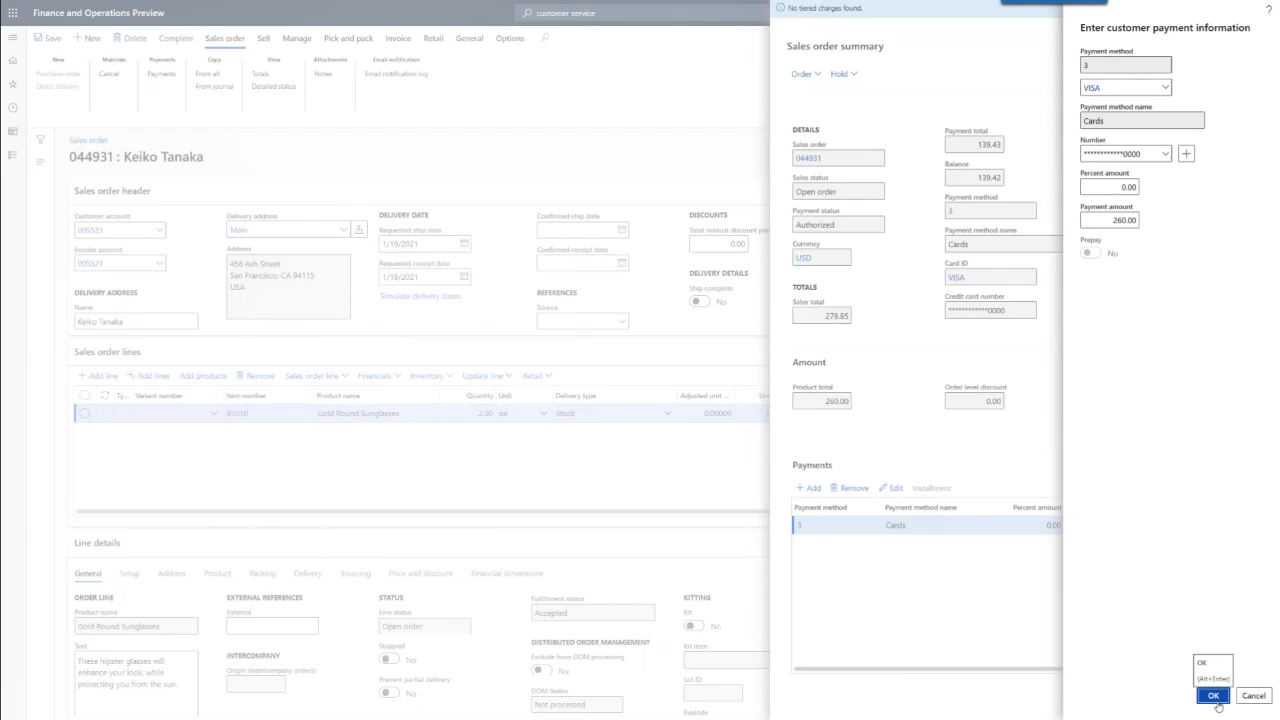 Finance and Operations Preview
customer service
Save
New
Delete
Complete
Sales order
Sell
Manage
Pick and pack
Invoice
Retail
General
Options
New
Maintain
Payments
Copy
View
Attachments
Email notification
Purchase order
Cancel
Payments
From all
Totals
Notes
Email notification log
Direct delivery
From journal
Detailed status
Sales order
044931 : Keiko Tanaka
Sales order header
Customer account
005521
Invoice account
005521
DELIVERY ADDRESS
Name
Keiko Tanaka
Delivery address
Main
Address
456 Ash Street
San Francisco, CA 94115
USA
DELIVERY DATE
Requested ship date
1/19/2021
Requested receipt date
1/19/2021
Simulate delivery dates
Confirmed ship date
Confirmed receipt date
REFERENCES
Source
DISCOUNTS
Total manual discount per
0.00
DELIVERY DETAILS
Ship complete
No
Sales order lines
Add line
Add lines
Add products
Remove
Sales order line
Financials
Inventory
Update line
Retail
Ty...
Variant number
Item number
Product name
Quantity
Unit
Delivery type
Adjusted unit ...
Un
91010
Gold Round Sunglasses
2.00
ea
Stock
0.00000
Line details
General
Setup
Address
Product
Packing
Delivery
Sourcing
Price and discount
Financial dimensions
ORDER LINE
Product name
Gold Round Sunglasses
Text
These hipster glasses will
enhance your look, while
protecting you from the sun.
EXTERNAL REFERENCES
External
INTERCOMPANY
Origin (intercompany orders)
STATUS
Line status
Open order
Stopped
No
Prevent partial delivery
No
Fulfillment status
Accepted
DISTRIBUTED ORDER MANAGEMENT
Exclude from DOM processing
No
DOM Status
Not processed
KITTING
Kit
No
Kit item
Lot ID
Explode
No tiered charges found.
Sales order summary
Order
Hold
DETAILS
Sales order
044931
Sales status
Open order
Payment status
Authorized
Currency
USD
TOTALS
Sales total
278.85
Payment total
139.43
Balance
139.42
Payment method
3
Payment method name
Cards
Card ID
VISA
Credit card number
************0000
Amount
Product total
260.00
Order level discount
0.00
Payments
Add
Remove
Edit
Installment
Payment method
Payment method name
Percent amount
3
Cards
0.00
?
Enter customer payment information
Payment method
3
VISA
Payment method name
Cards
Number
************0000
Percent amount
0.00
Payment amount
260.00
Prepay
No
OK
(Alt+Enter)
OK
Cancel